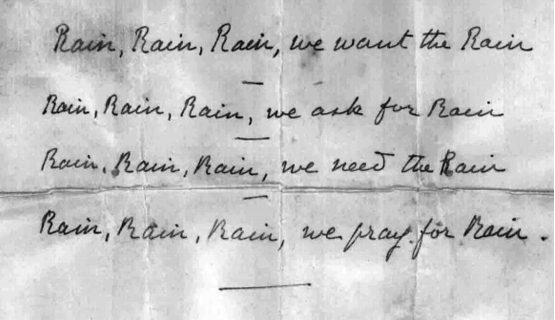 Rain, Rain, Rain, we want the Rain
Rain, Rain, Rain, we ask for Rain
Rain, Rain, Rain, we need the Rain
Rain, Rain, Rain, we pray for Rain.